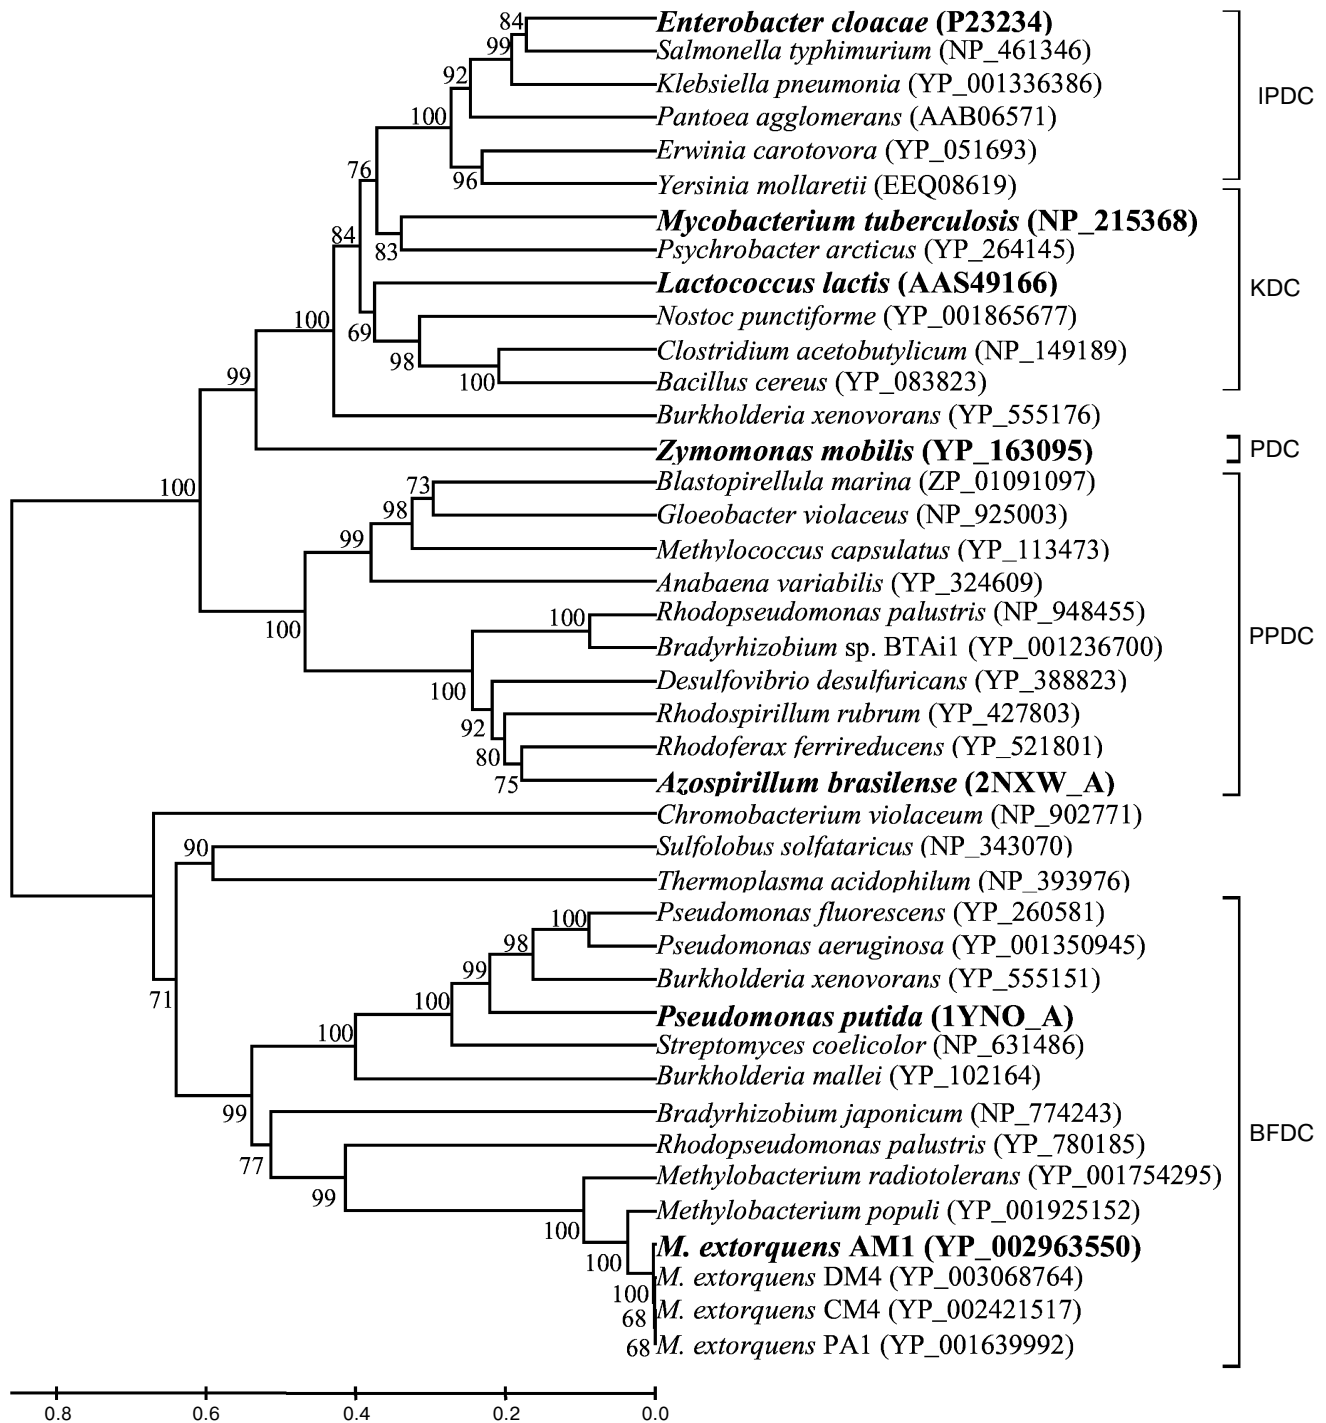 84
Enterobacter cloacae (P23234)
99
Salmonella typhimurium (NP_461346)
92
Klebsiella pneumonia (YP_001336386)
IPDC
100
Pantoea agglomerans (AAB06571)
Erwinia carotovora (YP_051693)
76
96
Yersinia mollaretii (EEQ08619)
Mycobacterium tuberculosis (NP_215368)
84
83
Psychrobacter arcticus (YP_264145)
Lactococcus lactis (AAS49166)
KDC
100
69
Nostoc punctiforme (YP_001865677)
98
Clostridium acetobutylicum (NP_149189)
99
100
Bacillus cereus (YP_083823)
Burkholderia xenovorans (YP_555176)
Zymomonas mobilis (YP_163095)
PDC
100
73
Blastopirellula marina (ZP_01091097)
98
Gloeobacter violaceus (NP_925003)
99
Methylococcus capsulatus (YP_113473)
Anabaena variabilis (YP_324609)
100
100
Rhodopseudomonas palustris (NP_948455)
Bradyrhizobium sp. BTAi1 (YP_001236700)
PPDC
100
Desulfovibrio desulfuricans (YP_388823)
92
Rhodospirillum rubrum (YP_427803)
80
Rhodoferax ferrireducens (YP_521801)
75
Azospirillum brasilense (2NXW_A)
Chromobacterium violaceum (NP_902771)
90
Sulfolobus solfataricus (NP_343070)
Thermoplasma acidophilum (NP_393976)
100
Pseudomonas fluorescens (YP_260581)
98
Pseudomonas aeruginosa (YP_001350945)
99
Burkholderia xenovorans (YP_555151)
71
100
Pseudomonas putida (1YNO_A)
100
Streptomyces coelicolor (NP_631486)
Burkholderia mallei (YP_102164)
99
Bradyrhizobium japonicum (NP_774243)
BFDC
77
Rhodopseudomonas palustris (YP_780185)
99
Methylobacterium radiotolerans (YP_001754295)
100
Methylobacterium populi (YP_001925152)
100
M. extorquens AM1 (YP_002963550)
100
M. extorquens DM4 (YP_003068764)
68
M. extorquens CM4 (YP_002421517)
68
M. extorquens PA1 (YP_001639992)
0.8 0.6 0.4 0.2 0.0